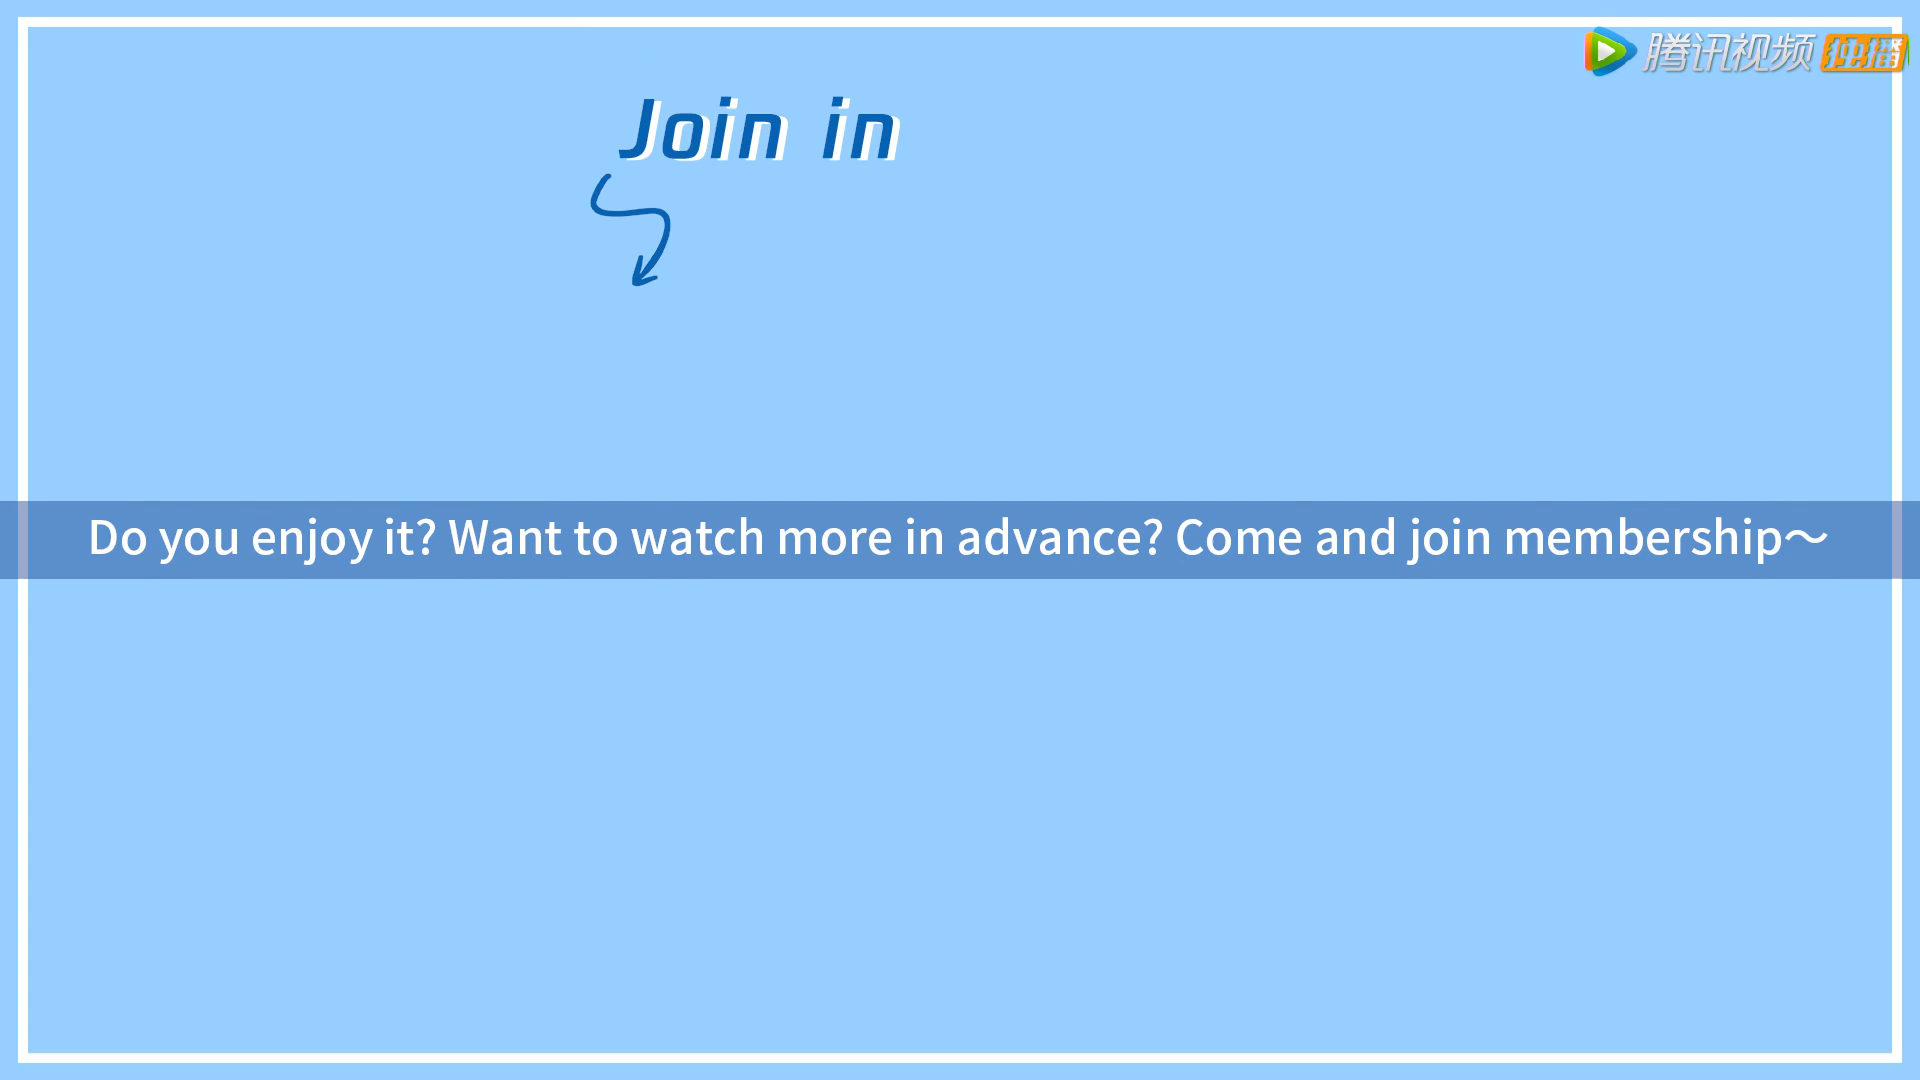 腾讯视频 独播
Join in
Do you enjoy it? Want to watch more in advance? Come and join membership～